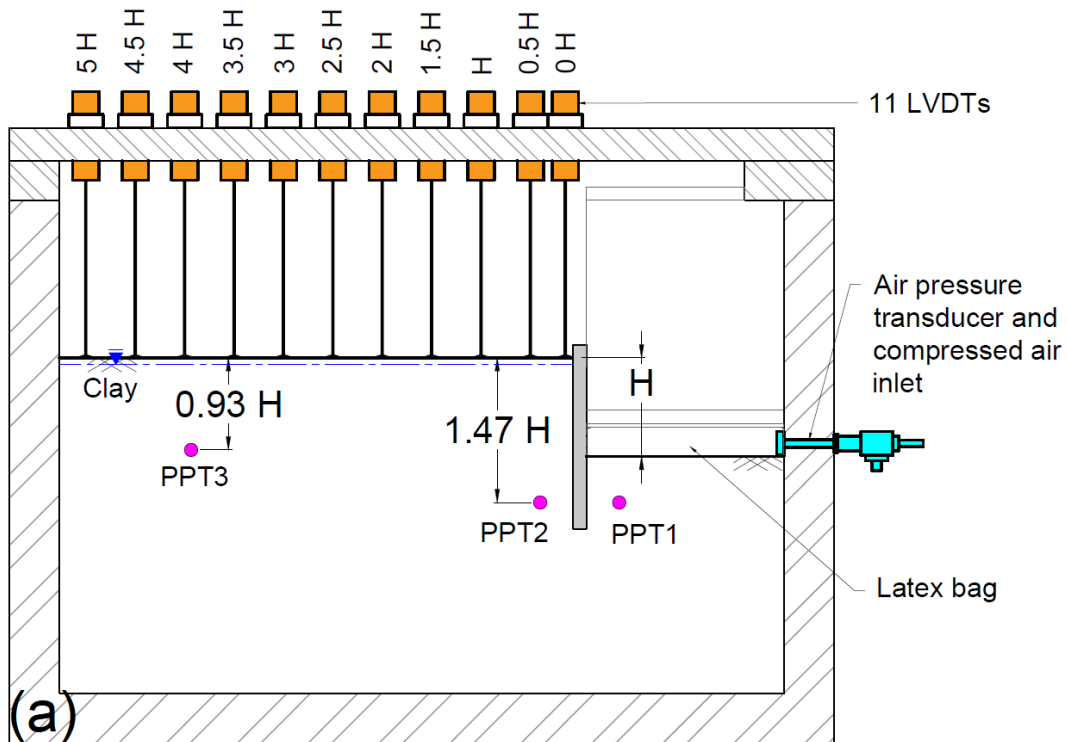 5 H
4.5 H
4 H
3.5 H
3 H
2.5 H
2 H
1.5 H
H
0.5 H
0 H
11 LVDTs
Air pressure
transducer and
compressed air
inlet
Clay
0.93 H
1.47 H
H
PPT3
PPT2
PPT1
Latex bag
(a)